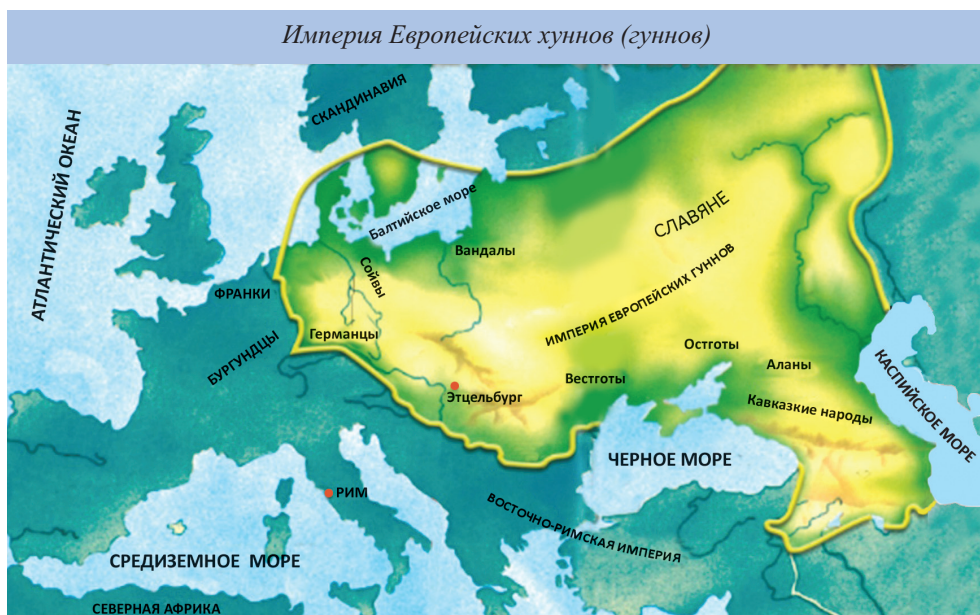 Империя Европейских хуннов (гуннов)
СКАНДИНАВИЯ
АТЛАНТИЧЕСКИЙ ОКЕАН
Балтийское море
СЛАВЯНЕ
Вандалы
Сойвы
ФРАНКИ
ИМПЕРИЯ ЕВРОПЕЙСКИХ ГУННОВ
Германцы
БУРГУНДЦЫ
Остготы
Аланы
КАСПИЙСКОЕ МОРЕ
Вестготы
Этцельбург
Кавказкие народы
ЧЕРНОЕ МОРЕ
РИМ
ВОСТОЧНО-РИМСКАЯ ИМПЕРИЯ
СРЕДИЗЕМНОЕ МОРЕ
СЕВЕРНАЯ АФРИКА